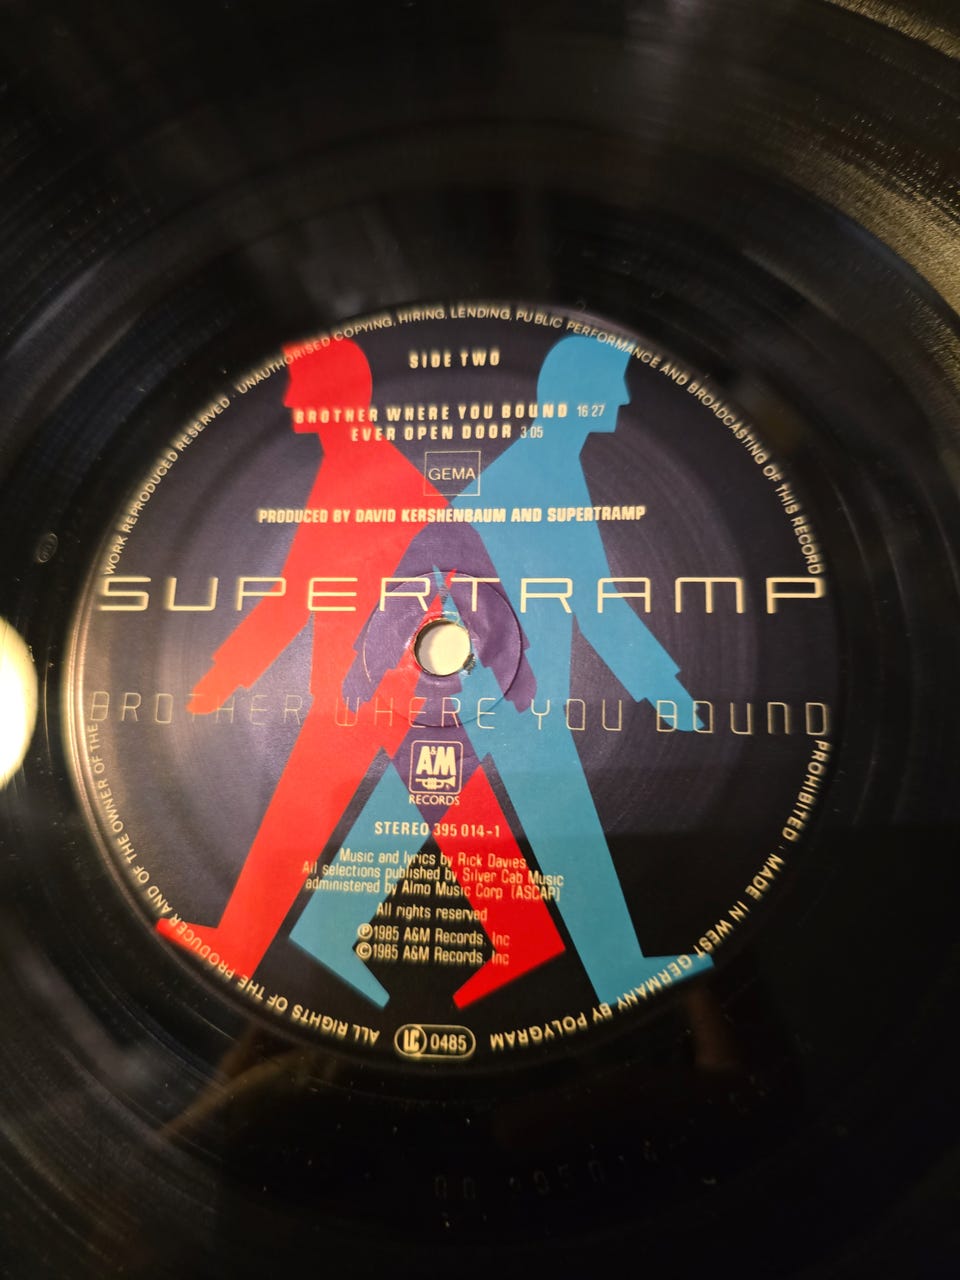 SIDE TWO
BROTHER WHERE YOU BOUND 16 27
EVER OPEN DOOR 3 05
GEMA
PRODUCED BY DAVID KERSHENBAUM AND SUPERTRAMP
SUPERTRAMP
BROTHER WHERE YOU BOUND
A&M
RECORDS
STEREO 395 014-1
Music and lyrics by Rick Davies
All selections published by Silver Cab Music
administered by Almo Music Corp (ASCAP)
All rights reserved
℗1985 A&M Records, Inc
©1985 A&M Records, Inc
LC 0485
ALL RIGHTS OF THE PRODUCER AND OF THE OWNER OF THE WORK REPRODUCED RESERVED · UNAUTHORISED COPYING, HIRING, LENDING, PUBLIC PERFORMANCE AND BROADCASTING OF THIS RECORD PROHIBITED · MADE IN WEST GERMANY BY POLYGRAM